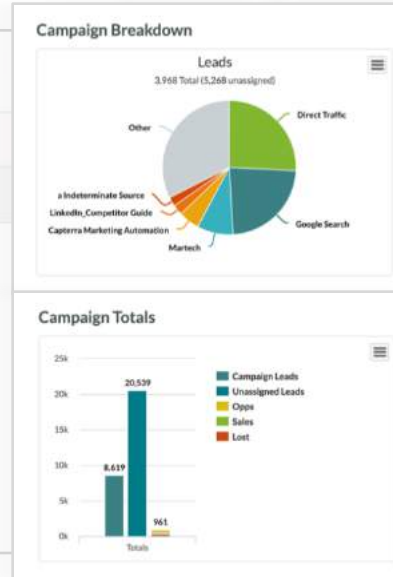 Campaign Breakdown
Leads
3,968 Total (5,268 unassigned)
Other
Direct Traffic
a Indeterminate Source
LinkedIn_Competitor Guide
Capterra Marketing Automation
Martech
Google Search
Campaign Totals
25k
20k
15k
10k
5k
0k
8,619
20,539
961
Totals
Campaign Leads
Unassigned Leads
Opps
Sales
Lost